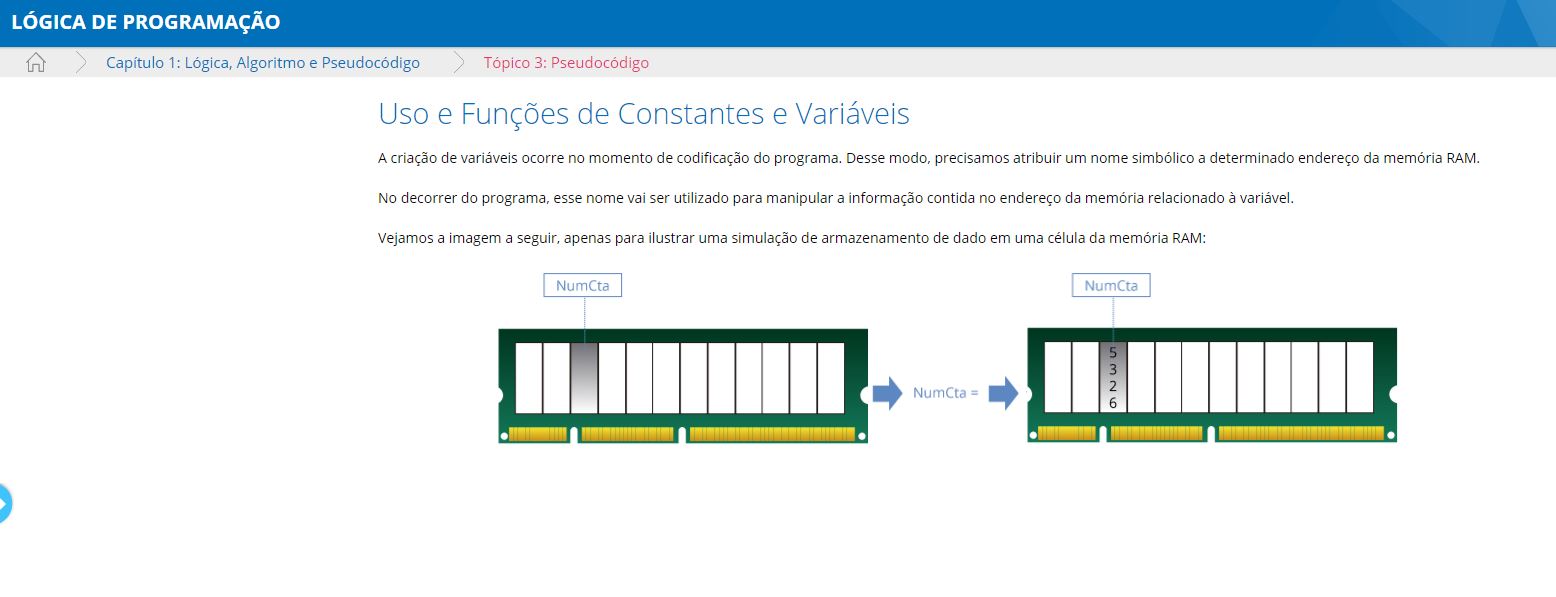 LÓGICA DE PROGRAMAÇÃO
Capítulo 1: Lógica, Algoritmo e Pseudocódigo
Tópico 3: Pseudocódigo
Uso e Funções de Constantes e Variáveis
A criação de variáveis ocorre no momento de codificação do programa. Desse modo, precisamos atribuir um nome simbólico a determinado endereço da memória RAM.
No decorrer do programa, esse nome vai ser utilizado para manipular a informação contida no endereço da memória relacionado à variável.
Vejamos a imagem a seguir, apenas para ilustrar uma simulação de armazenamento de dado em uma célula da memória RAM:
NumCta
NumCta =
NumCta
5
3
2
6